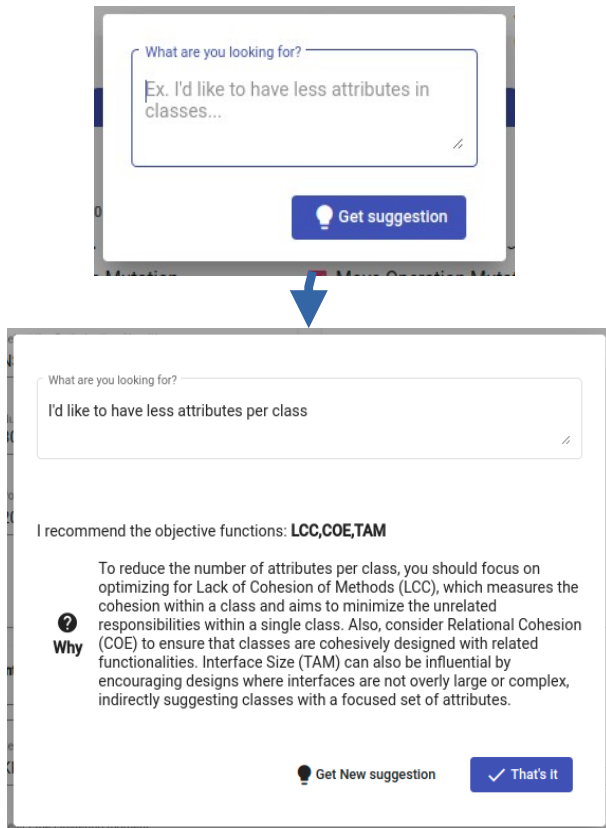 What are you looking for?
Ex. I'd like to have less attributes in
classes...
0
Get suggestion
Mutation
Move Operation
What are you looking for?
I'd like to have less attributes per class
I recommend the objective functions: LCC,COE,TAM
To reduce the number of attributes per class, you should focus on
optimizing for Lack of Cohesion of Methods (LCC), which measures the
cohesion within a class and aims to minimize the unrelated
responsibilities within a single class. Also, consider Relational Cohesion
(COE) to ensure that classes are cohesively designed with related
functionalities. Interface Size (TAM) can also be influential by
encouraging designs where interfaces are not overly large or complex,
indirectly suggesting classes with a focused set of attributes.
Why
Get New suggestion
That's it